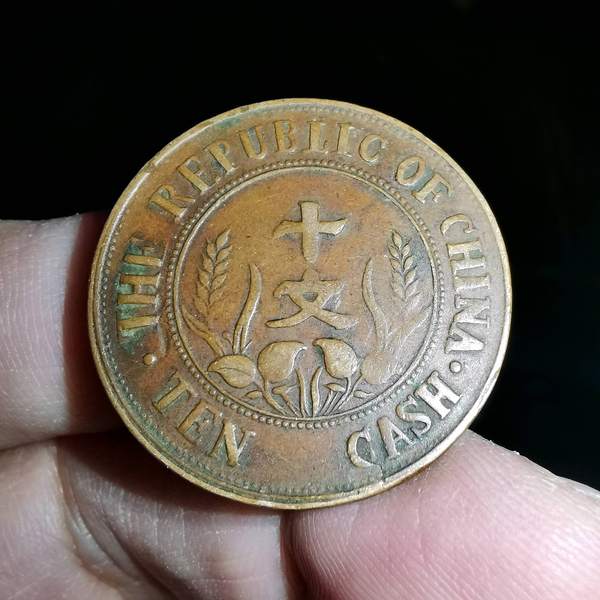 THE REPUBLIC OF CHINA
十
文
TEN CASH